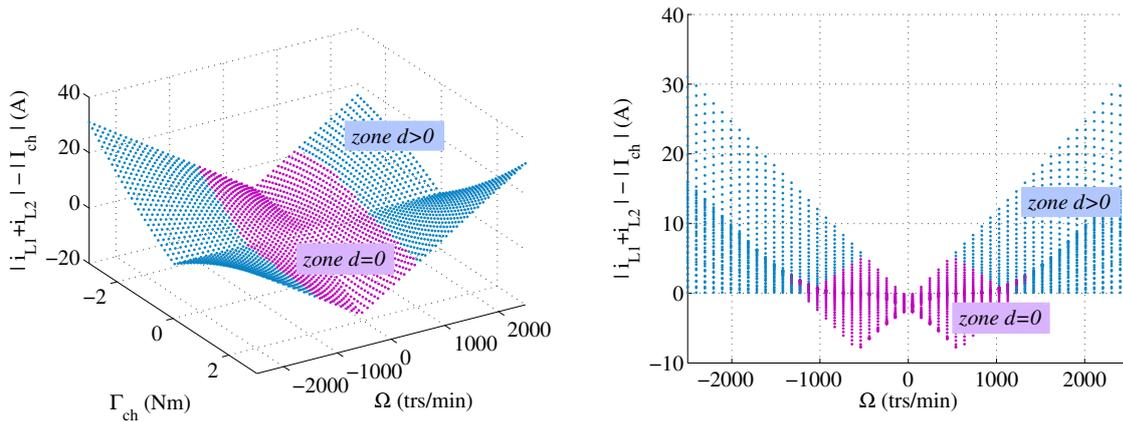 40
20
0
−20
| i_L1 +i_L2 | − | I_ch | (A)
−2
0
2
Γ_ch (Nm)
−2000
−1000
0
1000
2000
Ω (trs/min)
zone d>0
zone d=0
40
30
20
10
0
−10
| i_L1 +i_L2 | − | I_ch | (A)
−2000
−1000
0
1000
2000
Ω (trs/min)
zone d>0
zone d=0